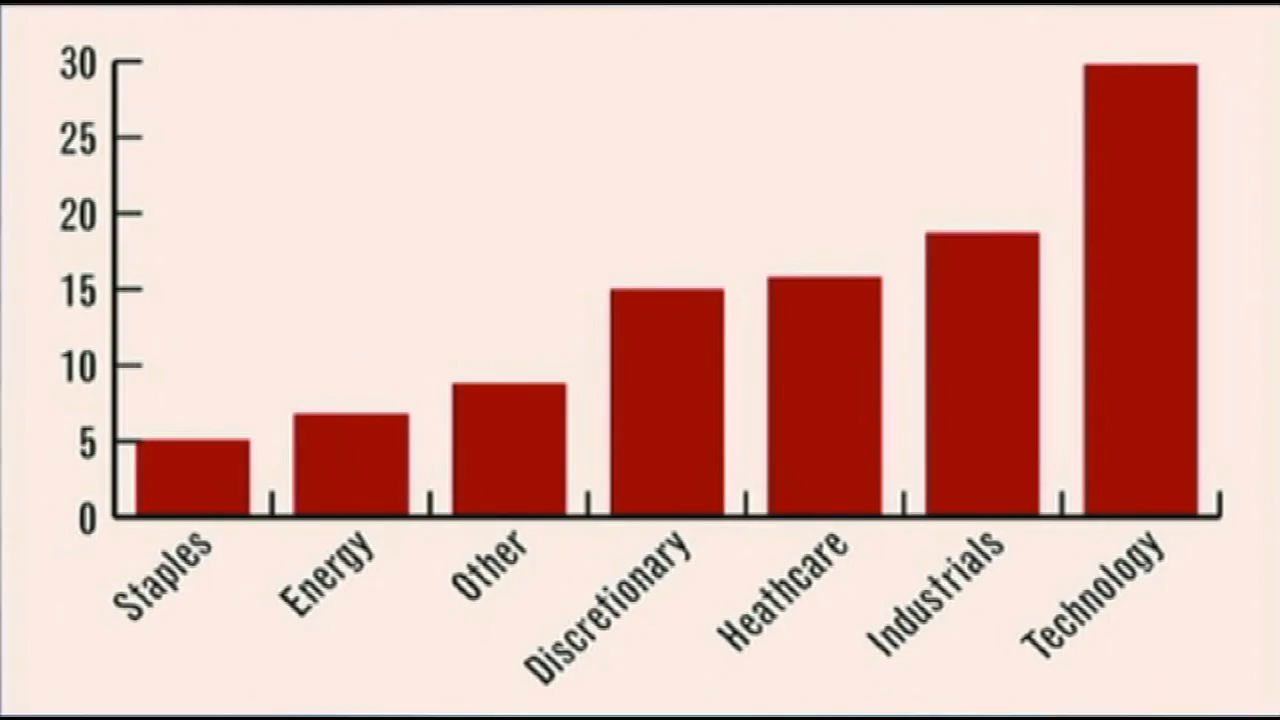 30
25
20
15
10
5
0
Staples
Energy
Other
Discretionary
Heathcare
Industrials
Technology